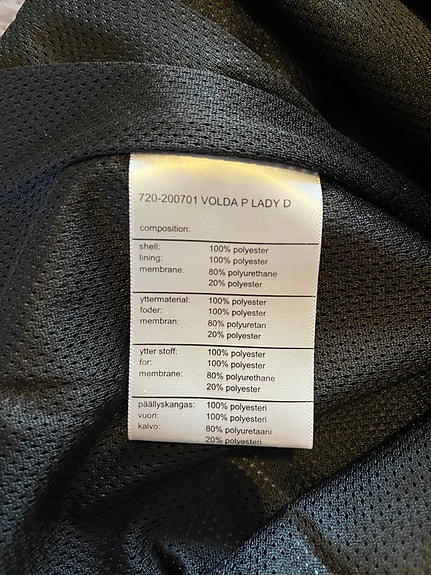 720-200701 VOLDA P LADY D
composition:
shell: 100% polyester
lining: 100% polyester
membrane: 80% polyurethane
20% polyester
yttermaterial: 100% polyester
foder: 100% polyester
membran: 80% polyuretan
20% polyester
ytter stoff: 100% polyester
for: 100% polyester
membrane: 80% polyurethane
20% polyester
päällyskangas: 100% polyesteri
vuori: 100% polyesteri
kalvo: 80% polyuretaani
20% polyesteri